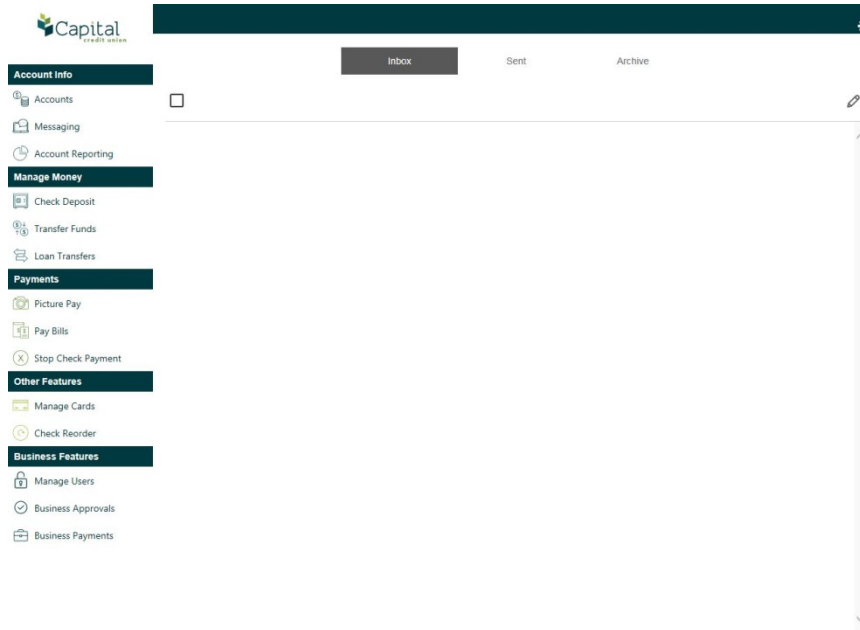 Capital
credit union
Inbox
Sent
Archive
Account Info
Accounts
Messaging
Account Reporting
Manage Money
Check Deposit
Transfer Funds
Loan Transfers
Payments
Picture Pay
Pay Bills
Stop Check Payment
Other Features
Manage Cards
Check Reorder
Business Features
Manage Users
Business Approvals
Business Payments